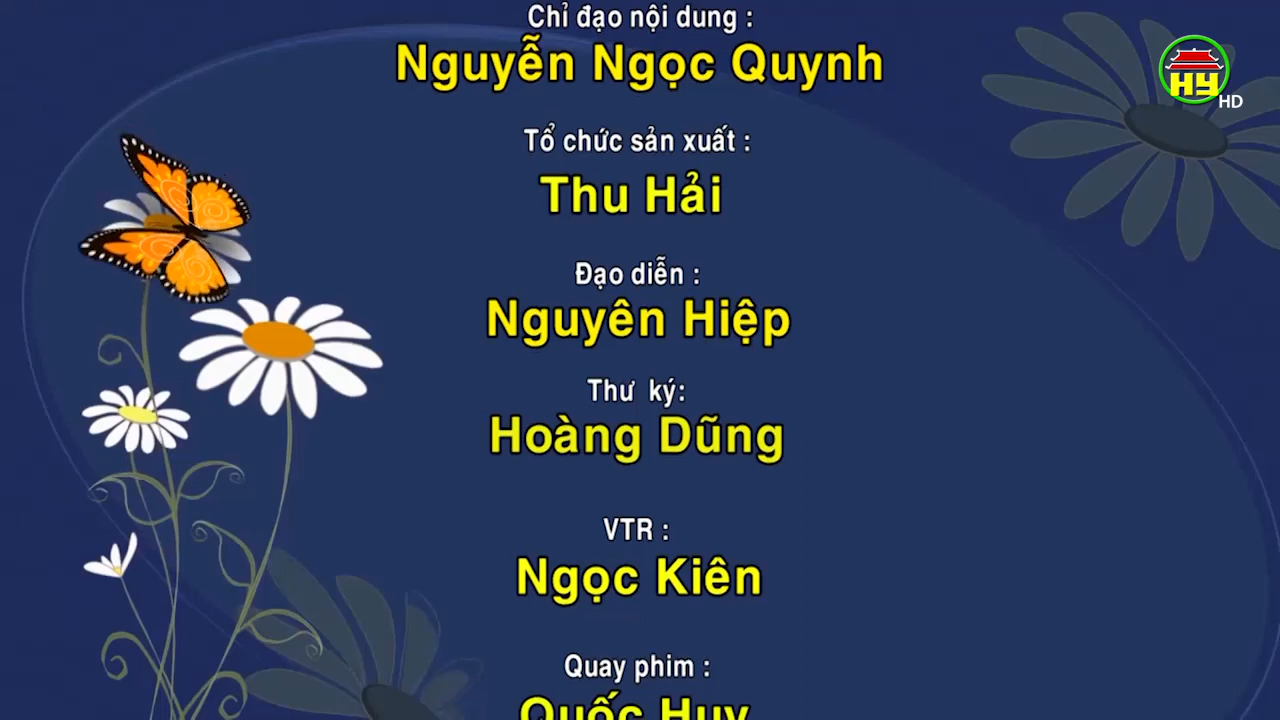 Chỉ đạo nội dung :
Nguyễn Ngọc Quynh
HY
HD
Tổ chức sản xuất :
Thu Hải
Đạo diễn :
Nguyên Hiệp
Thư ký:
Hoàng Dũng
VTR :
Ngọc Kiên
Quay phim :
Quốc Huy